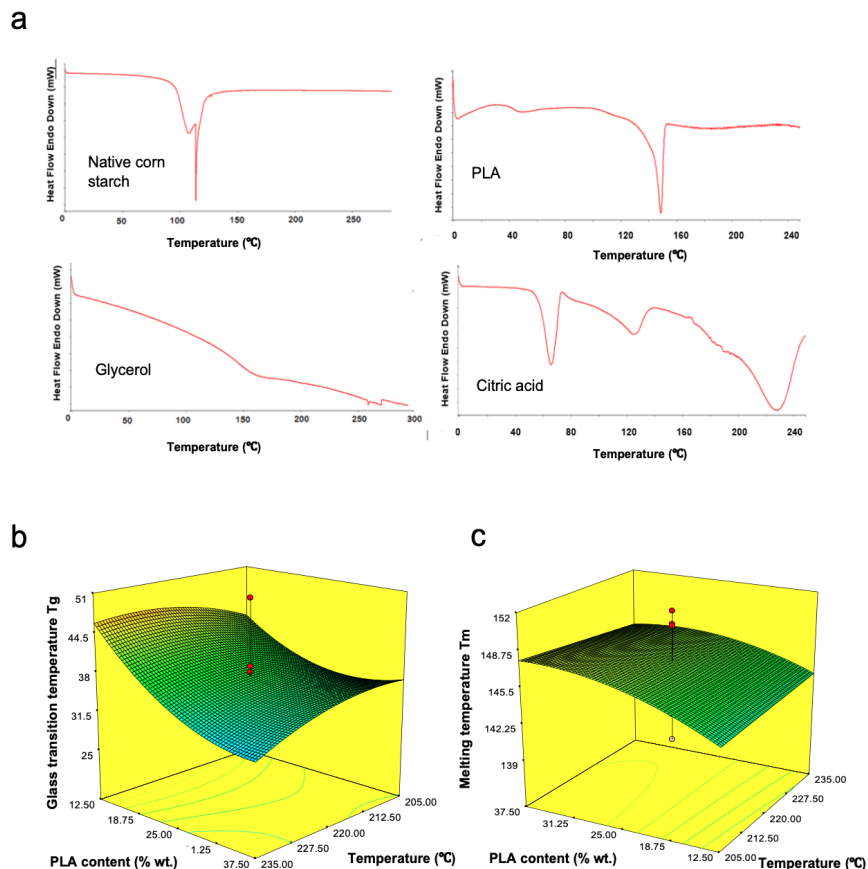 a
Heat Flow Endo Down (mW)
Native corn
starch
0
50
100
150
200
250
Temperature (℃)
Heat Flow Endo Down (mW)
PLA
0
40
80
120
160
200
240
Temperature (℃)
Heat Flow Endo Down (mW)
Glycerol
0
50
100
150
200
250
300
Temperature (℃)
Heat Flow Endo Down (mW)
Citric acid
0
40
80
120
160
200
240
Temperature (℃)
b
Glass transition temperature Tg
51
44.5
38
31.5
25
12.50
18.75
25.00
1.25
37.50
PLA content (% wt.)
235.00
227.50
220.00
212.50
205.00
Temperature (℃)
c
Melting temperature Tm
152
148.75
145.5
142.25
139
37.50
31.25
25.00
18.75
12.50
PLA content (% wt.)
205.00
212.50
220.00
227.50
235.00
Temperature (℃)